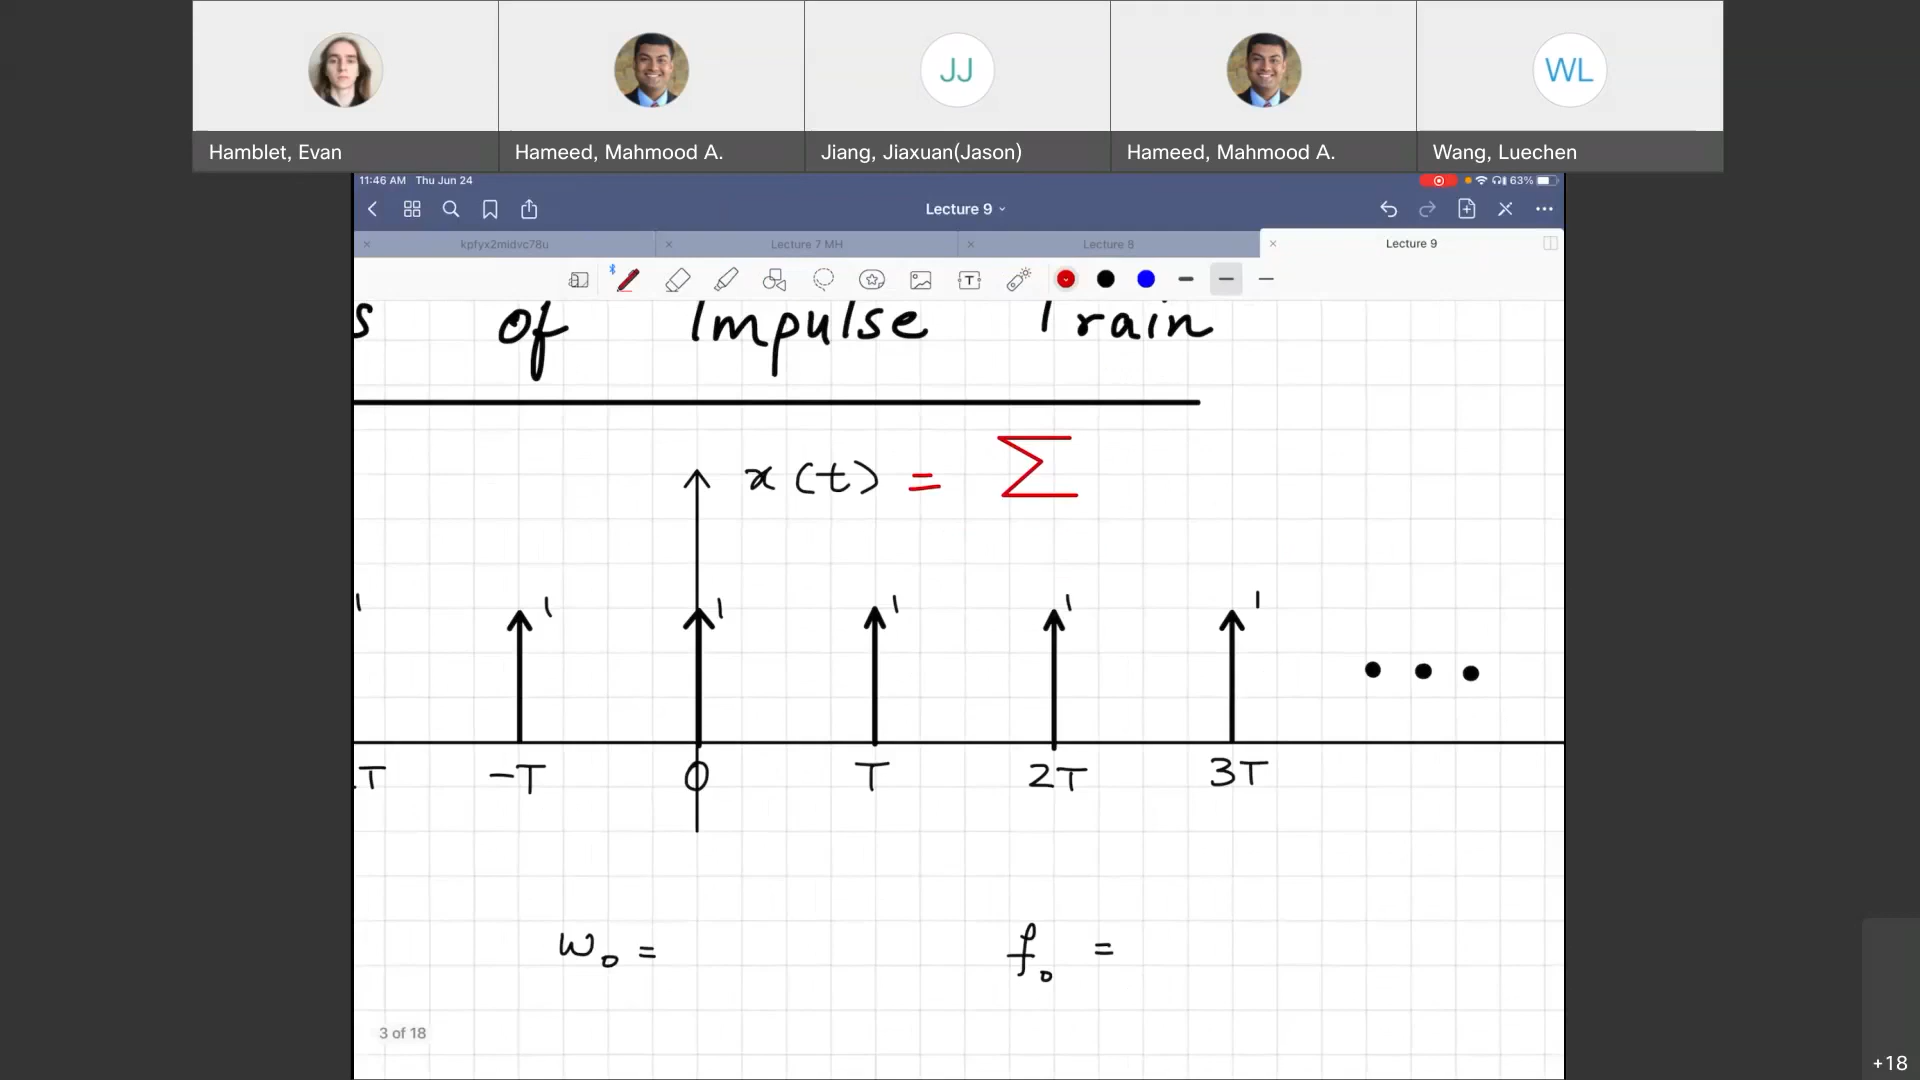 JJ
WL
Hamblet, Evan
Hameed, Mahmood A.
Jiang, Jiaxuan(Jason)
Hameed, Mahmood A.
Wang, Luechen
11:46 AM Thu Jun 24
63%
Lecture 9
kpfyx2midvc78u
Lecture 7 MH
Lecture 8
Lecture 9
s of Impulse Train
x(t) = Σ
1 1 1 1 1 1
T -T 0 T 2T 3T
ω₀ = f₀ =
3 of 18
+18